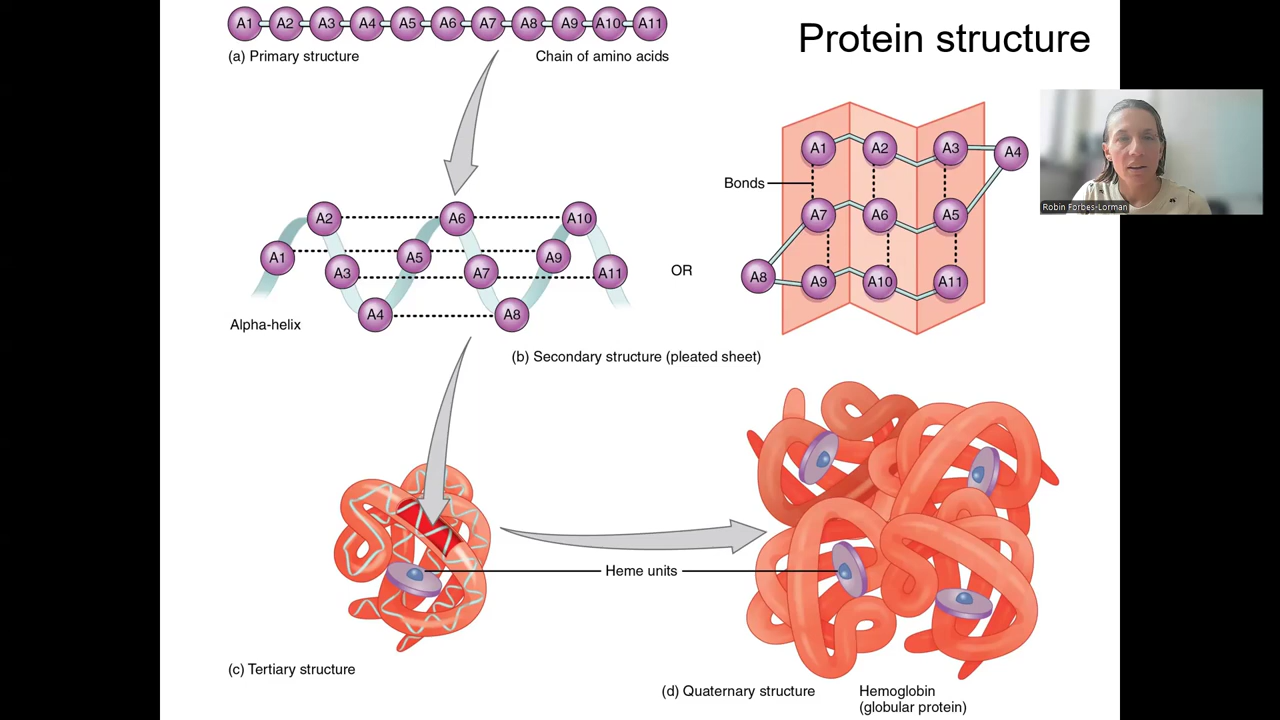 A1 A2 A3 A4 A5 A6 A7 A8 A9 A10 A11
(a) Primary structure
Chain of amino acids
Protein structure
A1
A2
A3
A4
A5
A6
A7
A8
A9
A10
A11
Alpha-helix
OR
Bonds
A1 A2 A3 A4
A7 A6 A5
A8 A9 A10 A11
Robin Forbes-Lorman
(b) Secondary structure (pleated sheet)
Heme units
(c) Tertiary structure
(d) Quaternary structure
Hemoglobin
(globular protein)